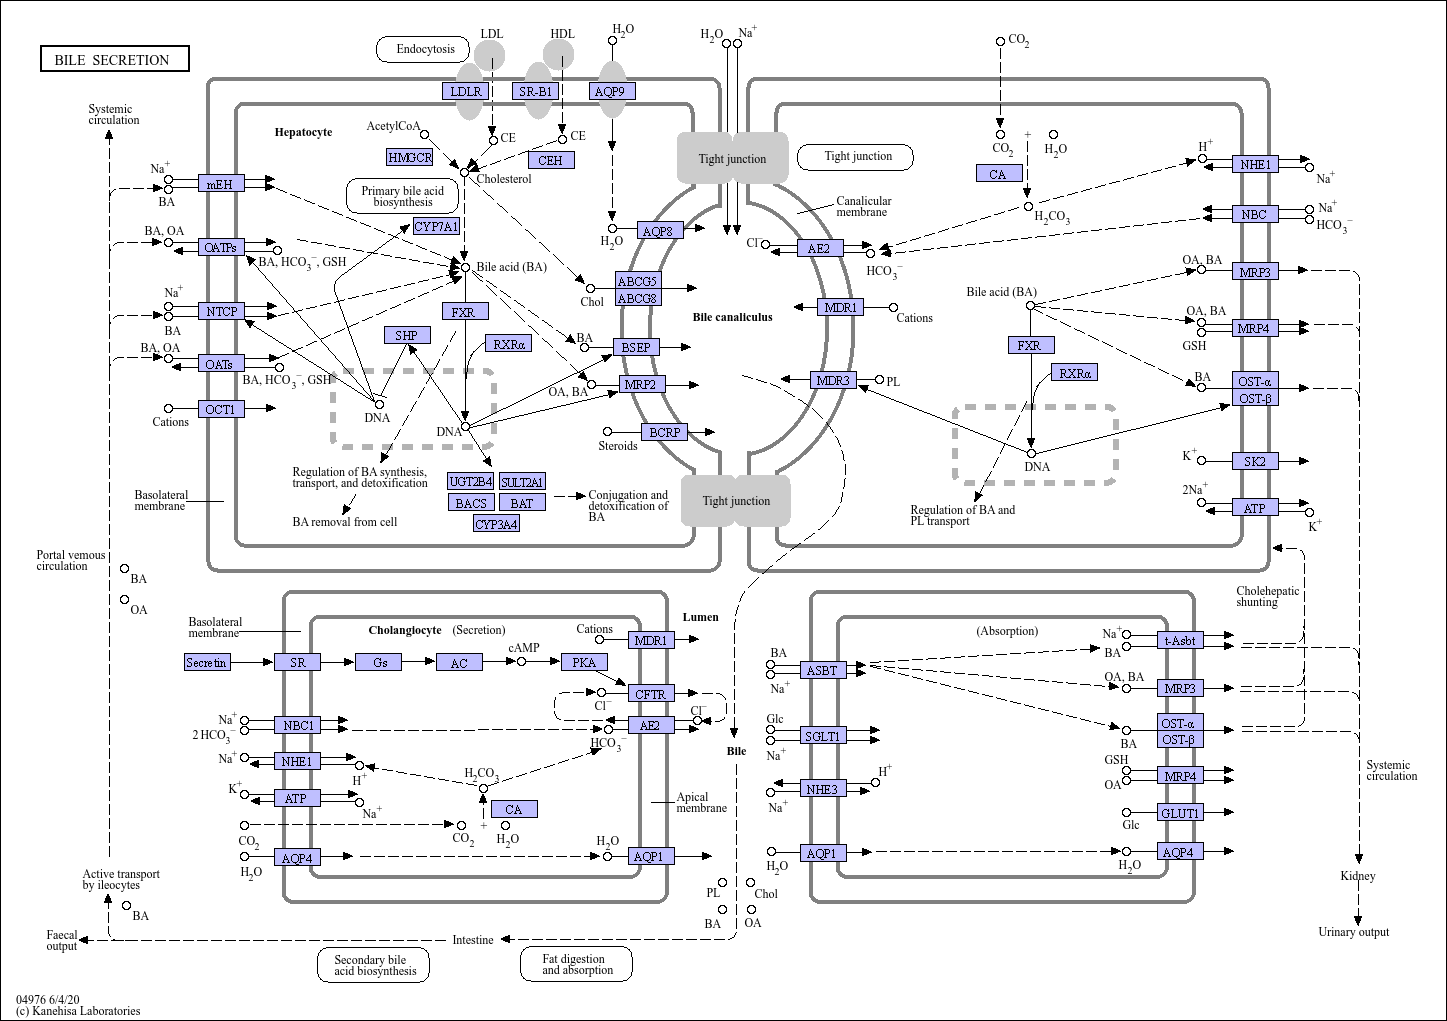 BILE SECRETION
Endocytosis
LDL
HDL
H2O
H2O
Na+
CO2
LDLR
SR-B1
AQP9
Systemic
circulation
Hepatocyte
AcetylCoA
CE
CE
HMGCR
CEH
Cholesterol
Tight junction
Tight junction
CO2
+
H2O
CA
H2CO3
H+
NHE1
Na+
Na+
mEH
BA
Primary bile acid
biosynthesis
CYP7A1
Canalicular
membrane
NBC
Na+
HCO3−
BA, OA
OATPs
BA, HCO3−, GSH
H2O
AQP8
Cl−
AE2
HCO3−
Bile acid (BA)
ABCG5
ABCG8
Chol
OA, BA
MRP3
Na+
NTCP
BA
FXR
SHP
RXRα
Bile canaliculus
MDR1
Cations
Bile acid (BA)
OA, BA
MRP4
GSH
BA, OA
OATs
BA, HCO3−, GSH
BA
BSEP
MRP2
OA, BA
MDR3
PL
FXR
RXRα
BA
OST-α
OST-β
OCT1
Cations
DNA
DNA
BCRP
Steroids
DNA
K+
SK2
Regulation of BA synthesis,
transport, and detoxification
BA removal from cell
UGT2B4
SULT2A1
BACS
BAT
CYP3A4
Conjugation and
detoxification of
BA
Tight junction
Regulation of BA and
PL transport
2Na+
ATP
K+
Basolateral
membrane
Portal venous
circulation
BA
OA
Cholehepatic
shunting
Basolateral
membrane
Cholangiocyte (Secretion)
Lumen
(Absorption)
Cations
MDR1
Secretin
SR
Gs
AC
cAMP
PKA
CFTR
Cl−
Cl−
AE2
HCO3−
Na+
2 HCO3−
NBC1
Na+
NHE1
H+
H2CO3
K+
ATP
Na+
CA
CO2
CO2
+
H2O
H2O
AQP4
H2O
AQP1
Apical
membrane
Bile
BA
ASBT
Na+
Glc
SGLT1
Na+
NHE3
H+
Na+
AQP1
H2O
Na+
BA
t-Asbt
OA, BA
MRP3
OST-α
OST-β
BA
GSH
OA
MRP4
Glc
GLUT1
AQP4
H2O
Systemic
circulation
Kidney
Urinary output
Active transport
by ileocytes
BA
Faecal
output
Intestine
PL
Chol
BA
OA
Secondary bile
acid biosynthesis
Fat digestion
and absorption
04976 6/4/20
(c) Kanehisa Laboratories